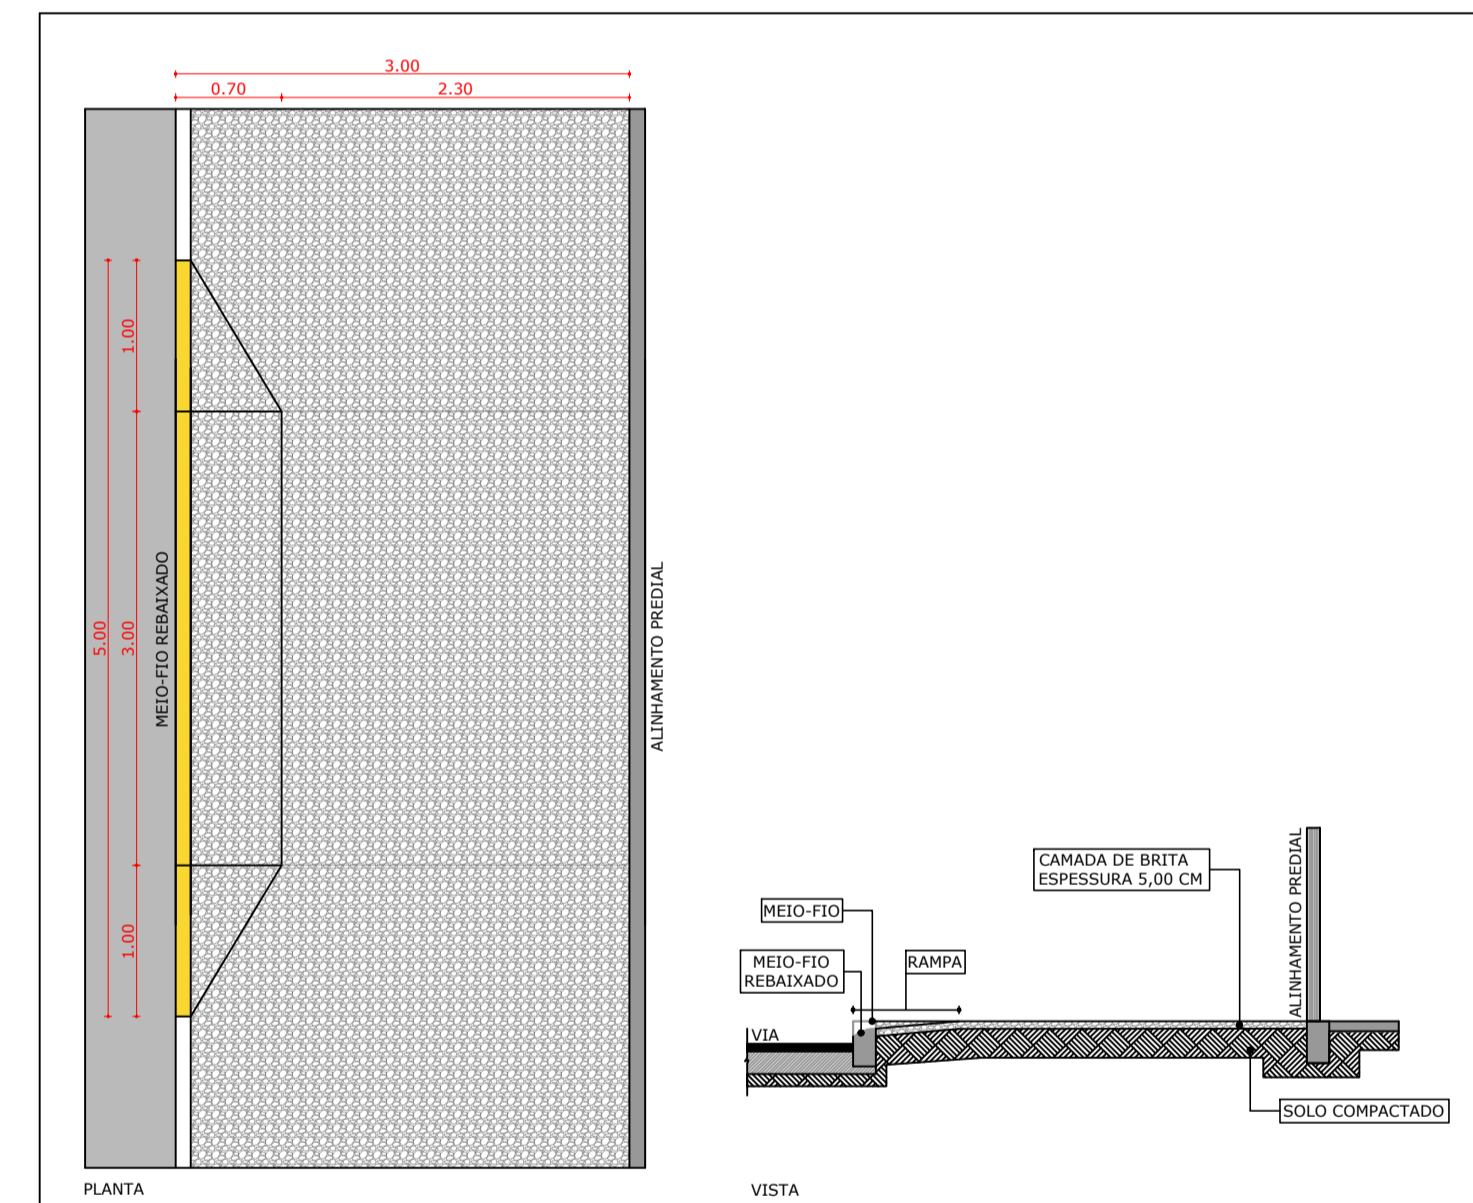 3.00
0.70
2.30
1.00
5.00
3.00
1.00
MEIO-FIO REBAIXADO
ALINHAMENTO PREDIAL
PLANTA
CAMADA DE BRITA
ESPESSURA 5,00 CM
MEIO-FIO
MEIO-FIO
REBAIXADO
RAMPA
VIA
ALINHAMENTO PREDIAL
SOLO COMPACTADO
VISTA